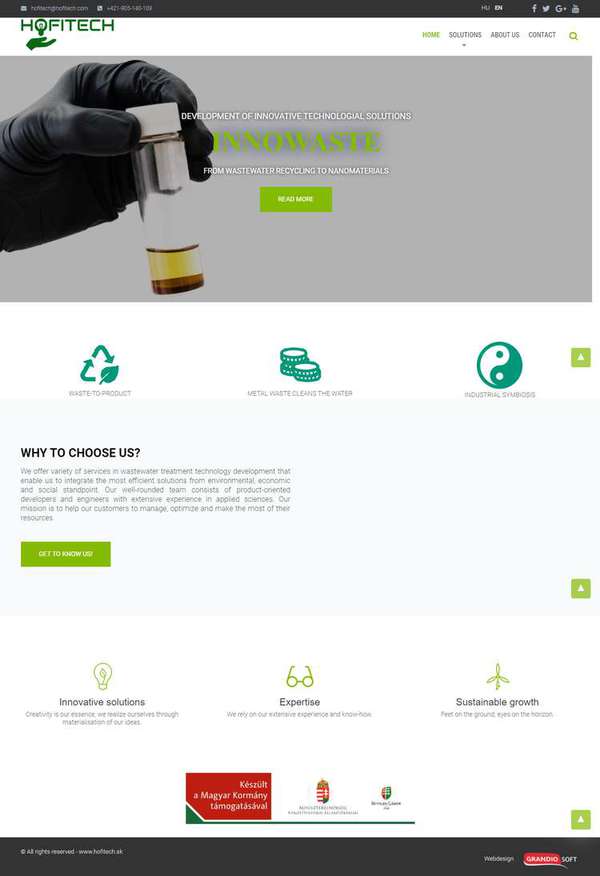 hofitech@hofitech.com +421-905-140-103 HU EN
HOFITECH
HOME SOLUTIONS ABOUT US CONTACT
DEVELOPMENT OF INNOVATIVE TECHNOLOGIAL SOLUTIONS
INNOWASTE
FROM WASTEWATER RECYCLING TO NANOMATERIALS
READ MORE
WASTE-TO-PRODUCT METAL WASTE CLEANS THE WATER INDUSTRIAL SYMBIOSIS
WHY TO CHOOSE US?
We offer variety of services in wastewater treatment technology development that
enable us to integrate the most efficient solutions from environmental, economic
and social standpoint. Our well-rounded team consists of product-oriented
developers and engineers with extensive experience in applied sciences. Our
mission is to help our customers to manage, optimize and make the most of their
resources.
GET TO KNOW US!
Innovative solutions Expertise Sustainable growth
Creativity is our essence, we realize ourselves through We rely on our extensive experience and know-how. Feet on the ground, eyes on the horizon.
materialisation of our ideas.
Készült
a Magyar Kormány
támogatásával
MINISZTERELNÖKSÉG
BETHLEN GÁBOR
© All rights reserved - www.hofitech.sk
Webdesign GRANDIO SOFT